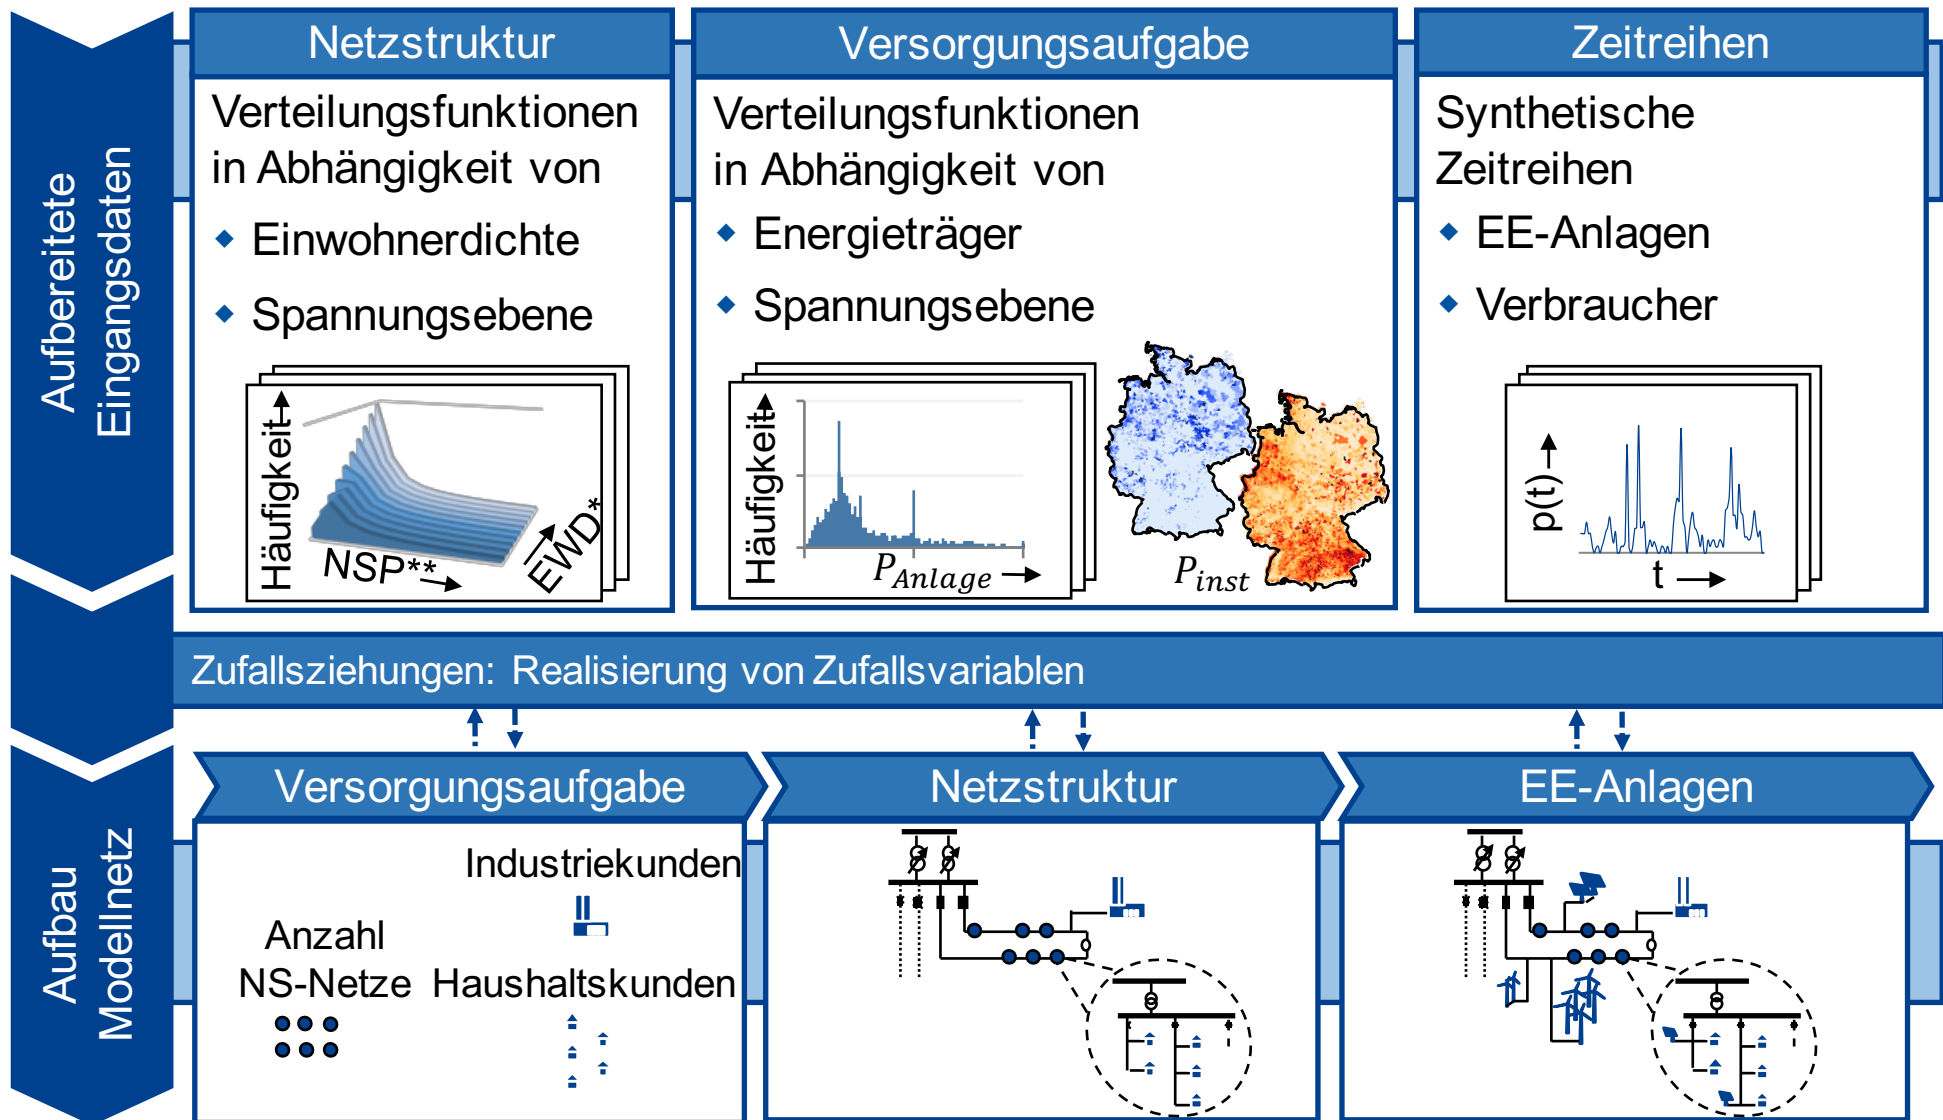 Aufbereitete
Eingangsdaten
Netzstruktur
Verteilungsfunktionen
in Abhängigkeit von
Einwohnerdichte
Spannungsebene
Häufigkeit
NSP**
EWD*
Versorgungsaufgabe
Verteilungsfunktionen
in Abhängigkeit von
Energieträger
Spannungsebene
Häufigkeit
P_Anlage
P_inst
Zeitreihen
Synthetische
Zeitreihen
EE-Anlagen
Verbraucher
p(t)
t
Zufallsziehungen: Realisierung von Zufallsvariablen
Aufbau
Modellnetz
Versorgungsaufgabe
Industriekunden
Anzahl
NS-Netze
Haushaltskunden
Netzstruktur
EE-Anlagen